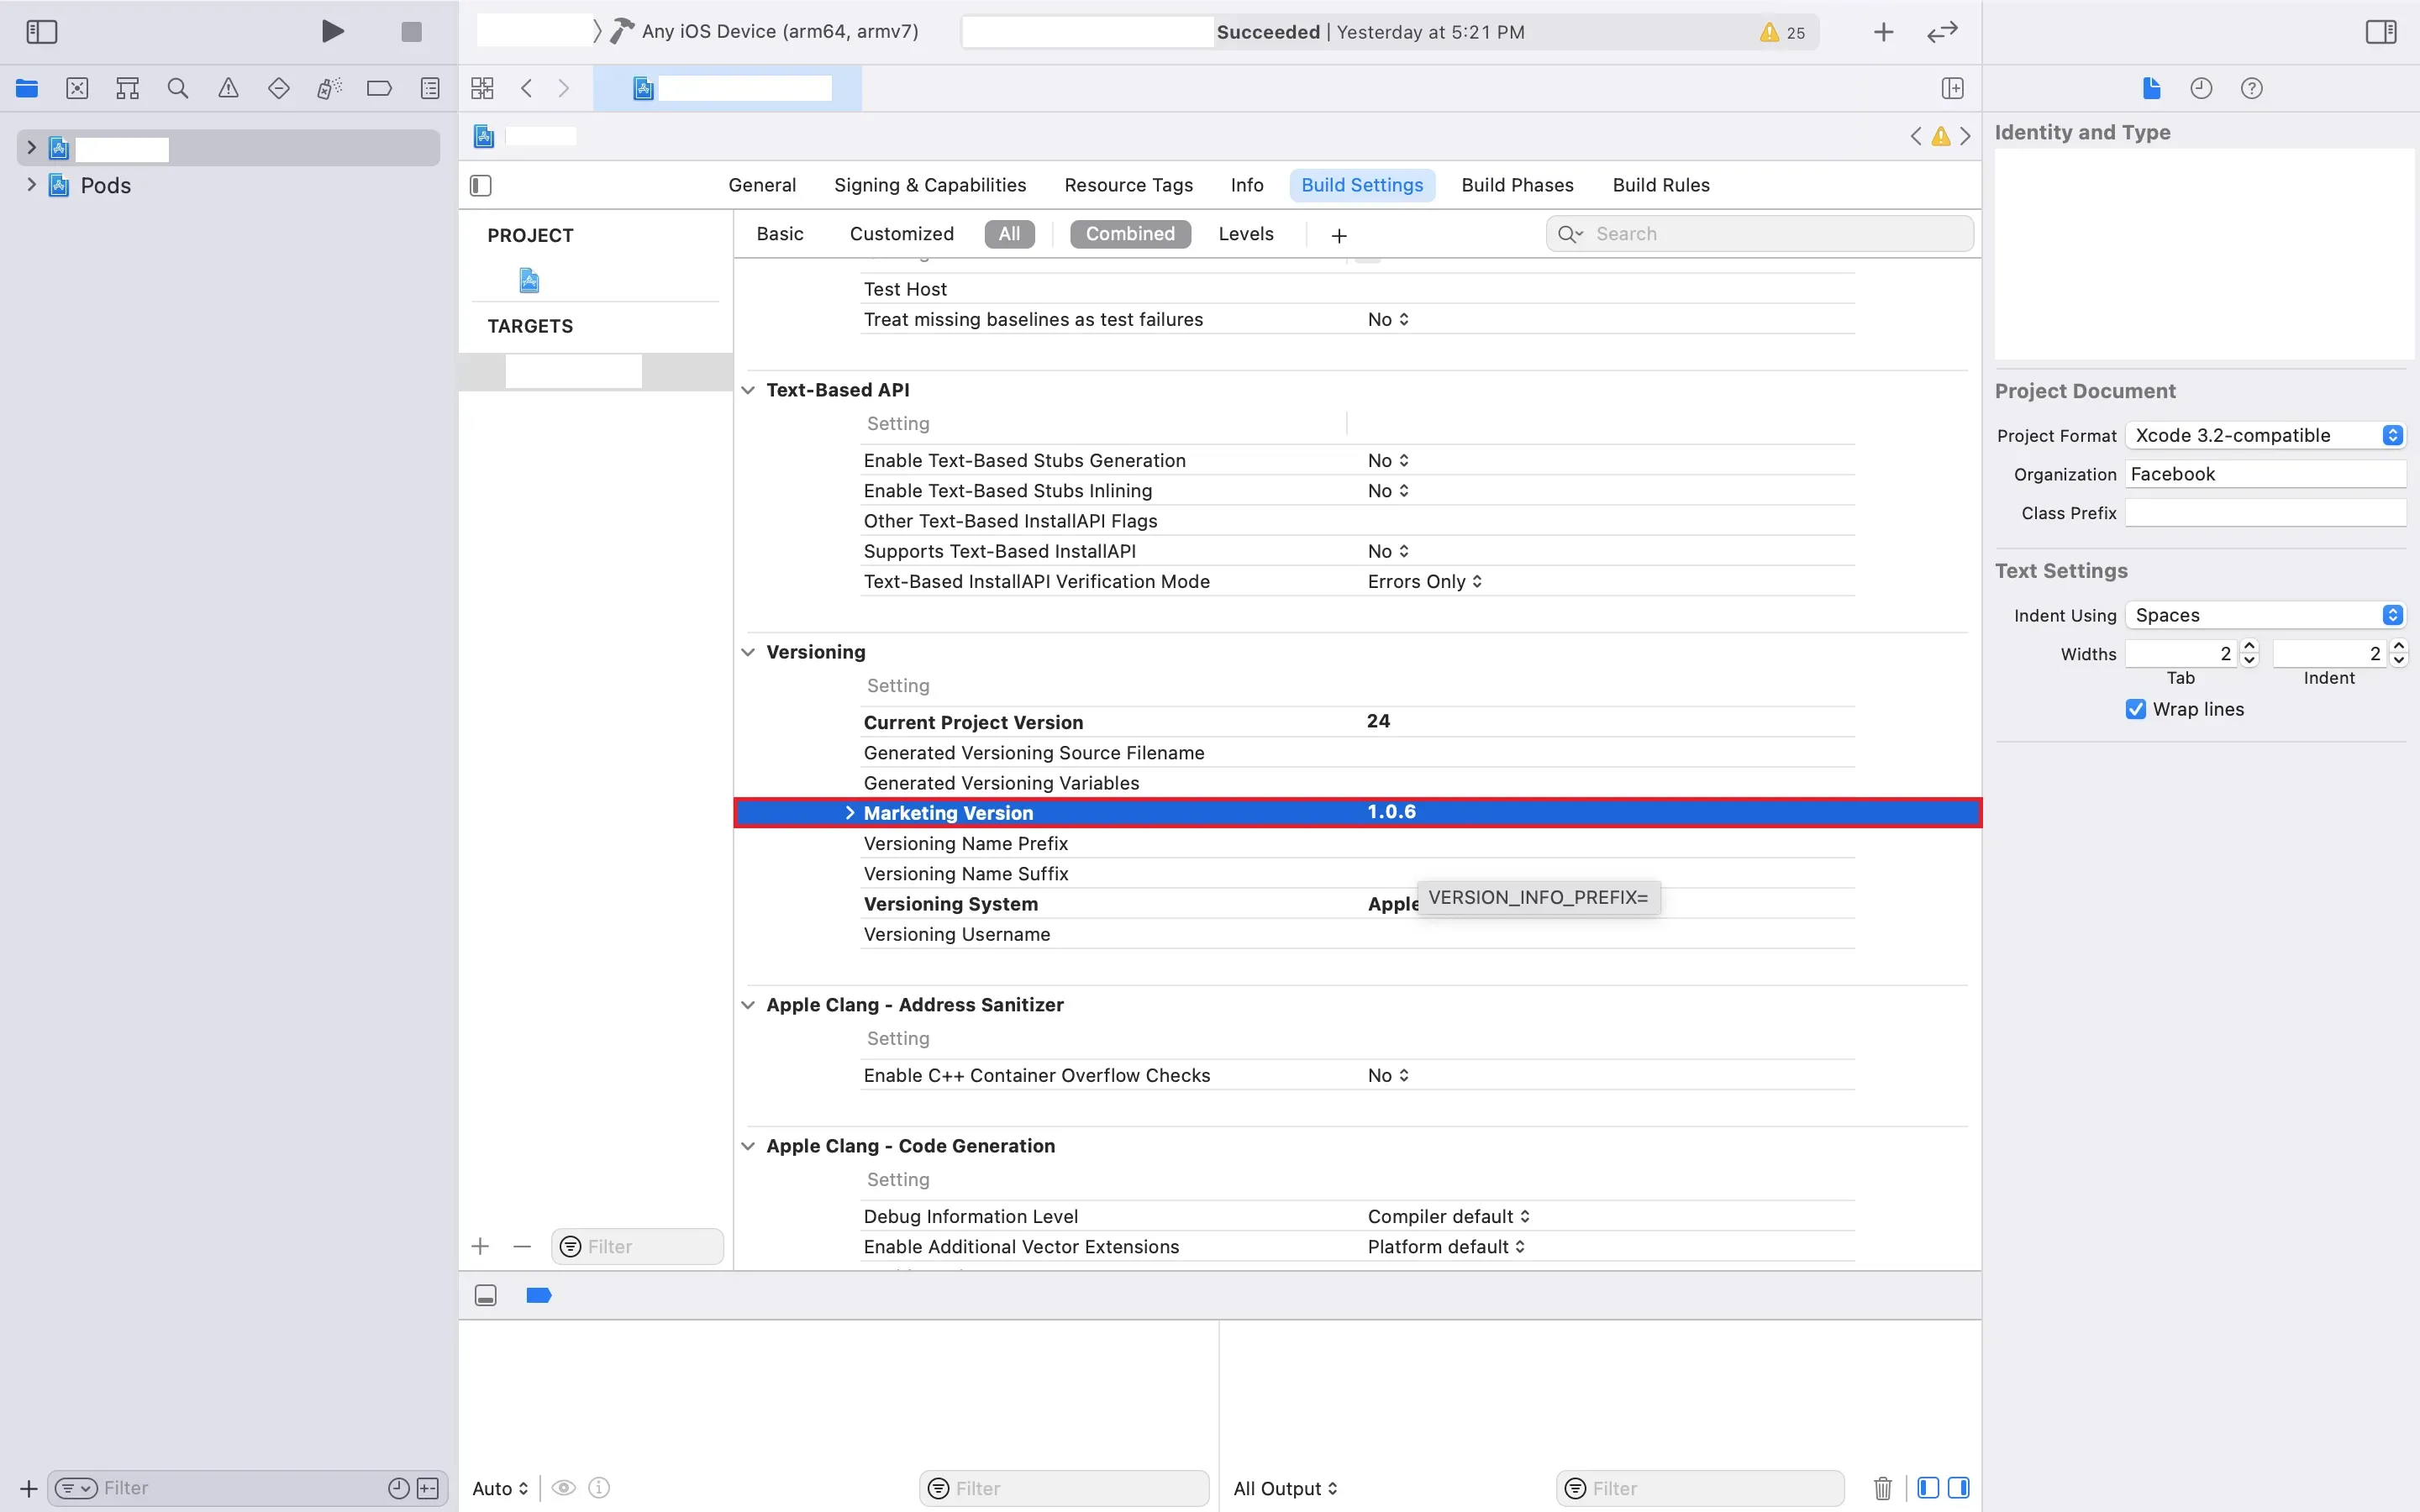 Any iOS Device (arm64, armv7)
Succeeded | Yesterday at 5:21 PM
25
Identity and Type
Pods
General Signing & Capabilities Resource Tags Info Build Settings Build Phases Build Rules
PROJECT
TARGETS
Basic Customized All Combined Levels +
Search
Test Host
Treat missing baselines as test failures No
Text-Based API
Setting
Enable Text-Based Stubs Generation No
Enable Text-Based Stubs Inlining No
Other Text-Based InstallAPI Flags
Supports Text-Based InstallAPI No
Text-Based InstallAPI Verification Mode Errors Only
Versioning
Setting
Current Project Version 24
Generated Versioning Source Filename
Generated Versioning Variables
Marketing Version 1.0.6
Versioning Name Prefix
Versioning Name Suffix
Versioning System Apple
VERSION_INFO_PREFIX=
Versioning Username
Apple Clang - Address Sanitizer
Setting
Enable C++ Container Overflow Checks No
Apple Clang - Code Generation
Setting
Debug Information Level Compiler default
Enable Additional Vector Extensions Platform default
Filter
Project Document
Project Format Xcode 3.2-compatible
Organization Facebook
Class Prefix
Text Settings
Indent Using Spaces
Widths 2 2
Tab Indent
Wrap lines
Filter
Auto
Filter
All Output
Filter